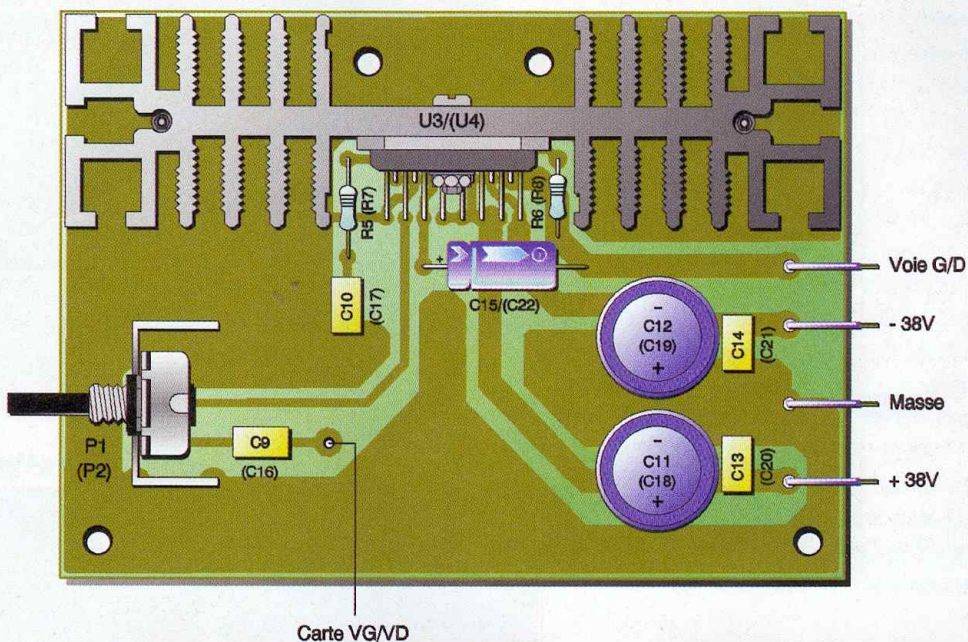 U3/(U4)
R5 (R7)
R6 (R8)
Voie G/D
+
C15/(C22)
C10
(C17)
-
C12
(C19)
+
C14
(C21)
- 38V
Masse
P1
(P2)
C9
(C16)
-
C11
(C18)
+
C13
(C20)
+ 38V
Carte VG/VD